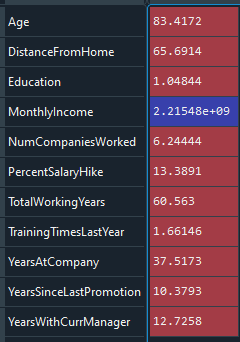 Age 83.4172
DistanceFromHome 65.6914
Education 1.04844
MonthlyIncome 2.21548e+09
NumCompaniesWorked 6.24444
PercentSalaryHike 13.3891
TotalWorkingYears 60.563
TrainingTimesLastYear 1.66146
YearsAtCompany 37.5173
YearsSinceLastPromotion 10.3793
YearsWithCurrManager 12.7258